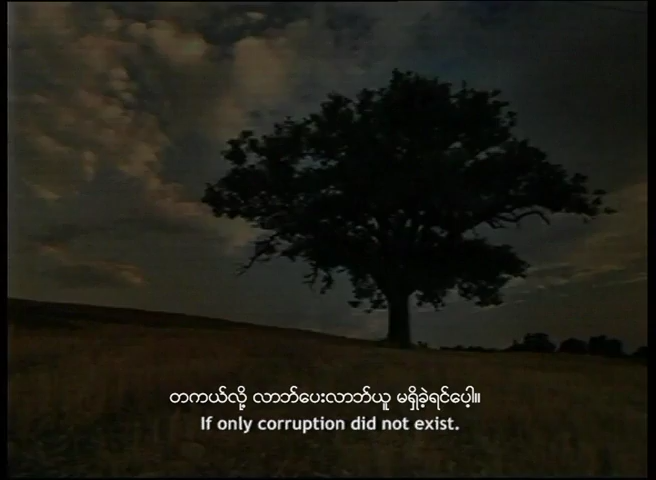 တကယ်လို့ လာဘ်ပေးလာဘ်ယူ မရှိခဲ့ရင်ပေါ့။
If only corruption did not exist.